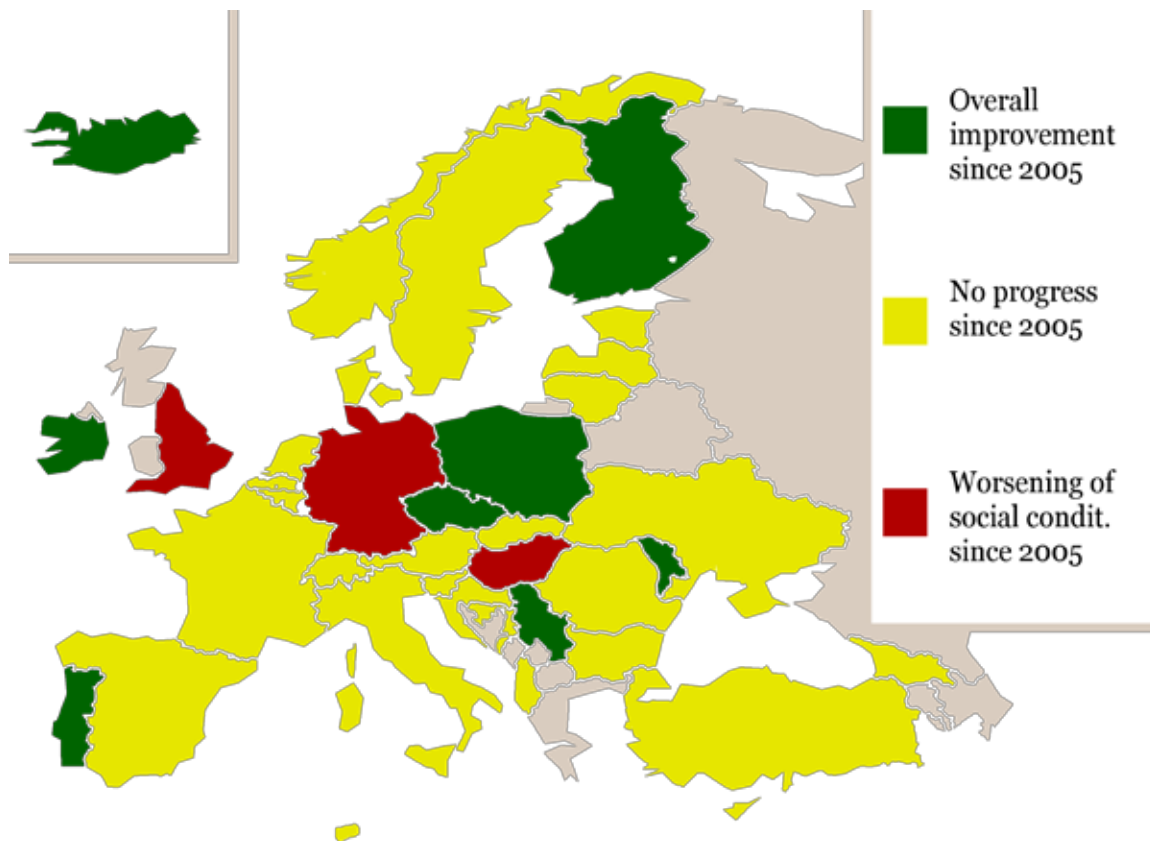 Overall
improvement
since 2005
No progress
since 2005
Worsening of
social condit.
since 2005